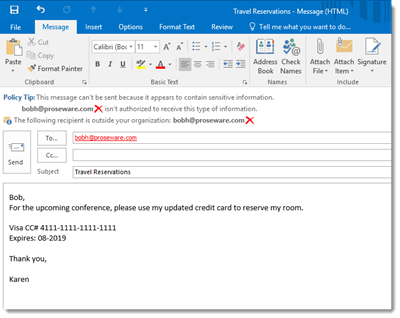 Travel Reservations - Message (HTML)
File Message Insert Options Format Text Review Tell me what you want to do...
Cut
Copy
Paste Format Painter
Calibri (Boc 11 A A
B I U A
Address Book Check Names
Attach File Attach Item Signature
Clipboard Basic Text Names Include
Policy Tip: This message can't be sent because it appears to contain sensitive information.
bobh@proseware.com isn't authorized to receive this type of information.
The following recipient is outside your organization: bobh@proseware.com
Send
To... bobh@proseware.com
Cc...
Subject Travel Reservations
Bob,
For the upcoming conference, please use my updated credit card to reserve my room.
Visa CC# 4111-1111-1111-1111
Expires: 08-2019
Thank you,
Karen